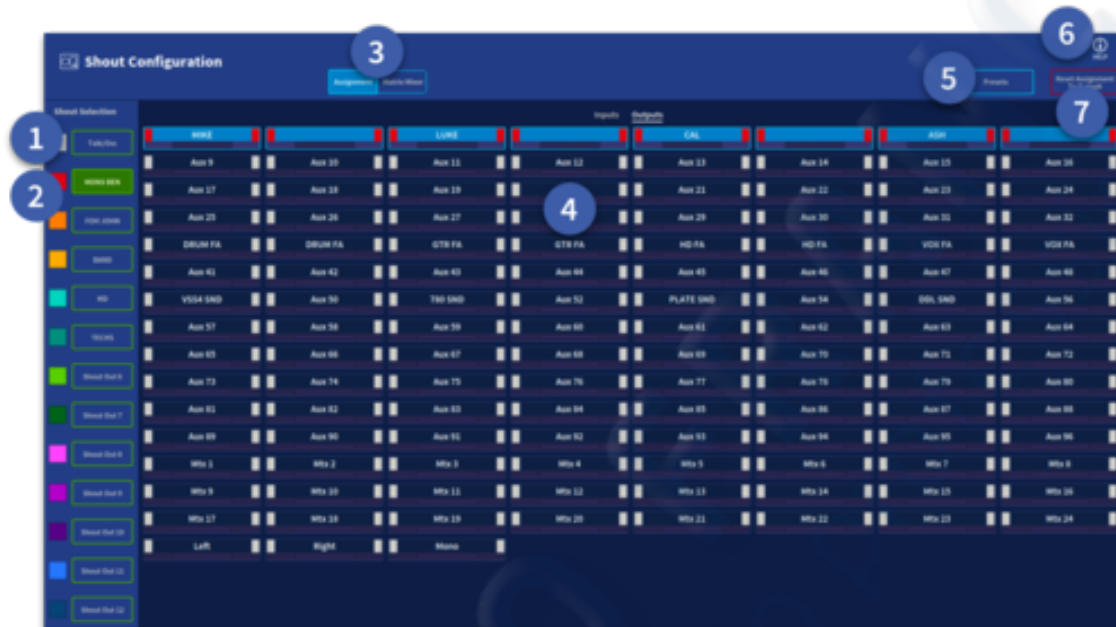 6
3
Shout Configuration
HELP
5
Assignment Matrix Mixer
Presets
Reset Assignment
7
Shout Selection
Inputs Outputs
1
Talk/Osc
MIKE LUKE CAL ASH
Aux 9 Aux 10 Aux 11 Aux 12 Aux 13 Aux 14 Aux 15 Aux 16
2
MONS BEN
Aux 17 Aux 18 Aux 19 Aux 21 Aux 22 Aux 23 Aux 24
4
FOH JOHN
Aux 25 Aux 26 Aux 27 Aux 29 Aux 30 Aux 31 Aux 32
DRUM FA DRUM FA GTR FA GTR FA HD FA HD FA VOX FA VOX FA
BAND
Aux 41 Aux 42 Aux 43 Aux 44 Aux 45 Aux 46 Aux 47 Aux 48
HD
VSS4 SND Aux 50 T80 SND Aux 52 PLATE SND Aux 54 DDL SND Aux 56
TECHS
Aux 57 Aux 58 Aux 59 Aux 60 Aux 61 Aux 62 Aux 63 Aux 64
Aux 65 Aux 66 Aux 67 Aux 68 Aux 69 Aux 70 Aux 71 Aux 72
Shout Out 6
Aux 73 Aux 74 Aux 75 Aux 76 Aux 77 Aux 78 Aux 79 Aux 80
Shout Out 7
Aux 81 Aux 82 Aux 83 Aux 84 Aux 85 Aux 86 Aux 87 Aux 88
Aux 89 Aux 90 Aux 91 Aux 92 Aux 93 Aux 94 Aux 95 Aux 96
Shout Out 8
Mtx 1 Mtx 2 Mtx 3 Mtx 4 Mtx 5 Mtx 6 Mtx 7 Mtx 8
Shout Out 9
Mtx 9 Mtx 10 Mtx 11 Mtx 12 Mtx 13 Mtx 14 Mtx 15 Mtx 16
Mtx 17 Mtx 18 Mtx 19 Mtx 20 Mtx 21 Mtx 22 Mtx 23 Mtx 24
Shout Out 10
Left Right Mono
Shout Out 11
Shout Out 12